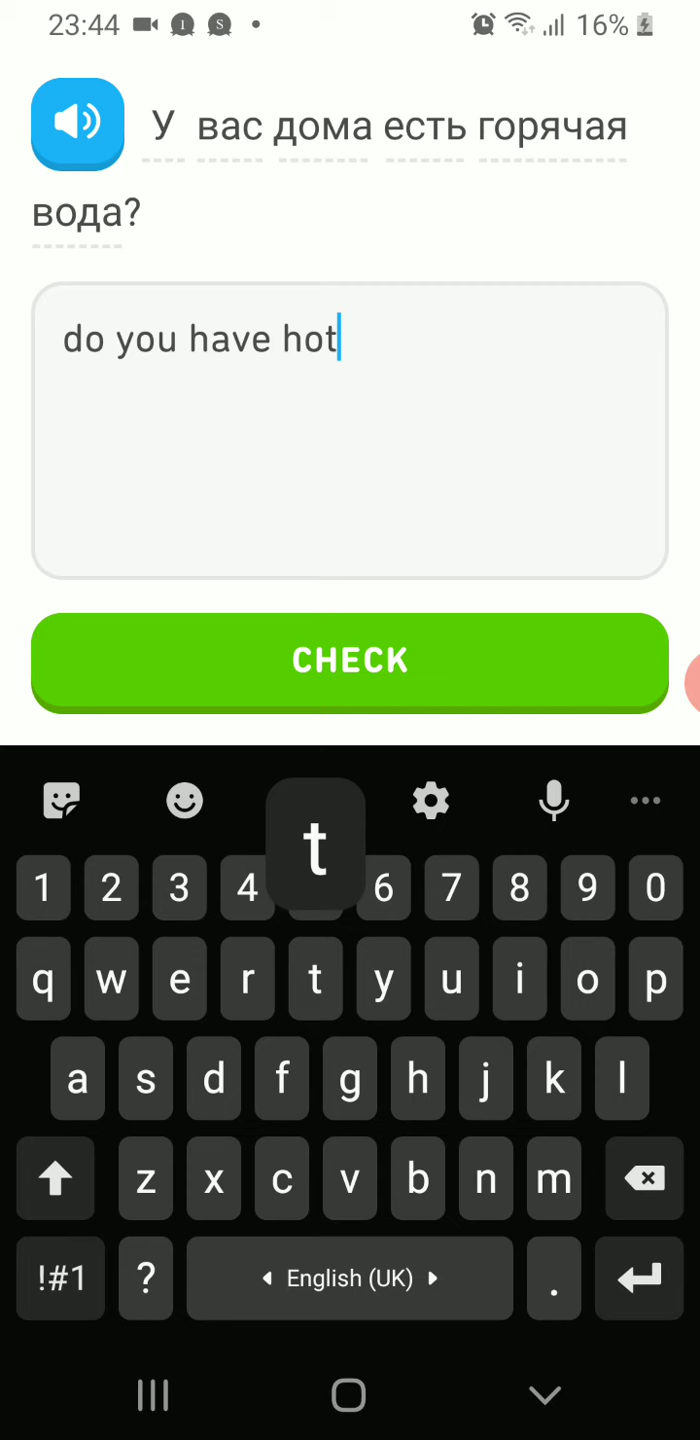 23:44 I S 16%
У вас дома есть горячая
вода?
do you have hot
CHECK
t
1 2 3 4 6 7 8 9 0
q w e r t y u i o p
a s d f g h j k l
z x c v b n m
!#1 ? English (UK) .